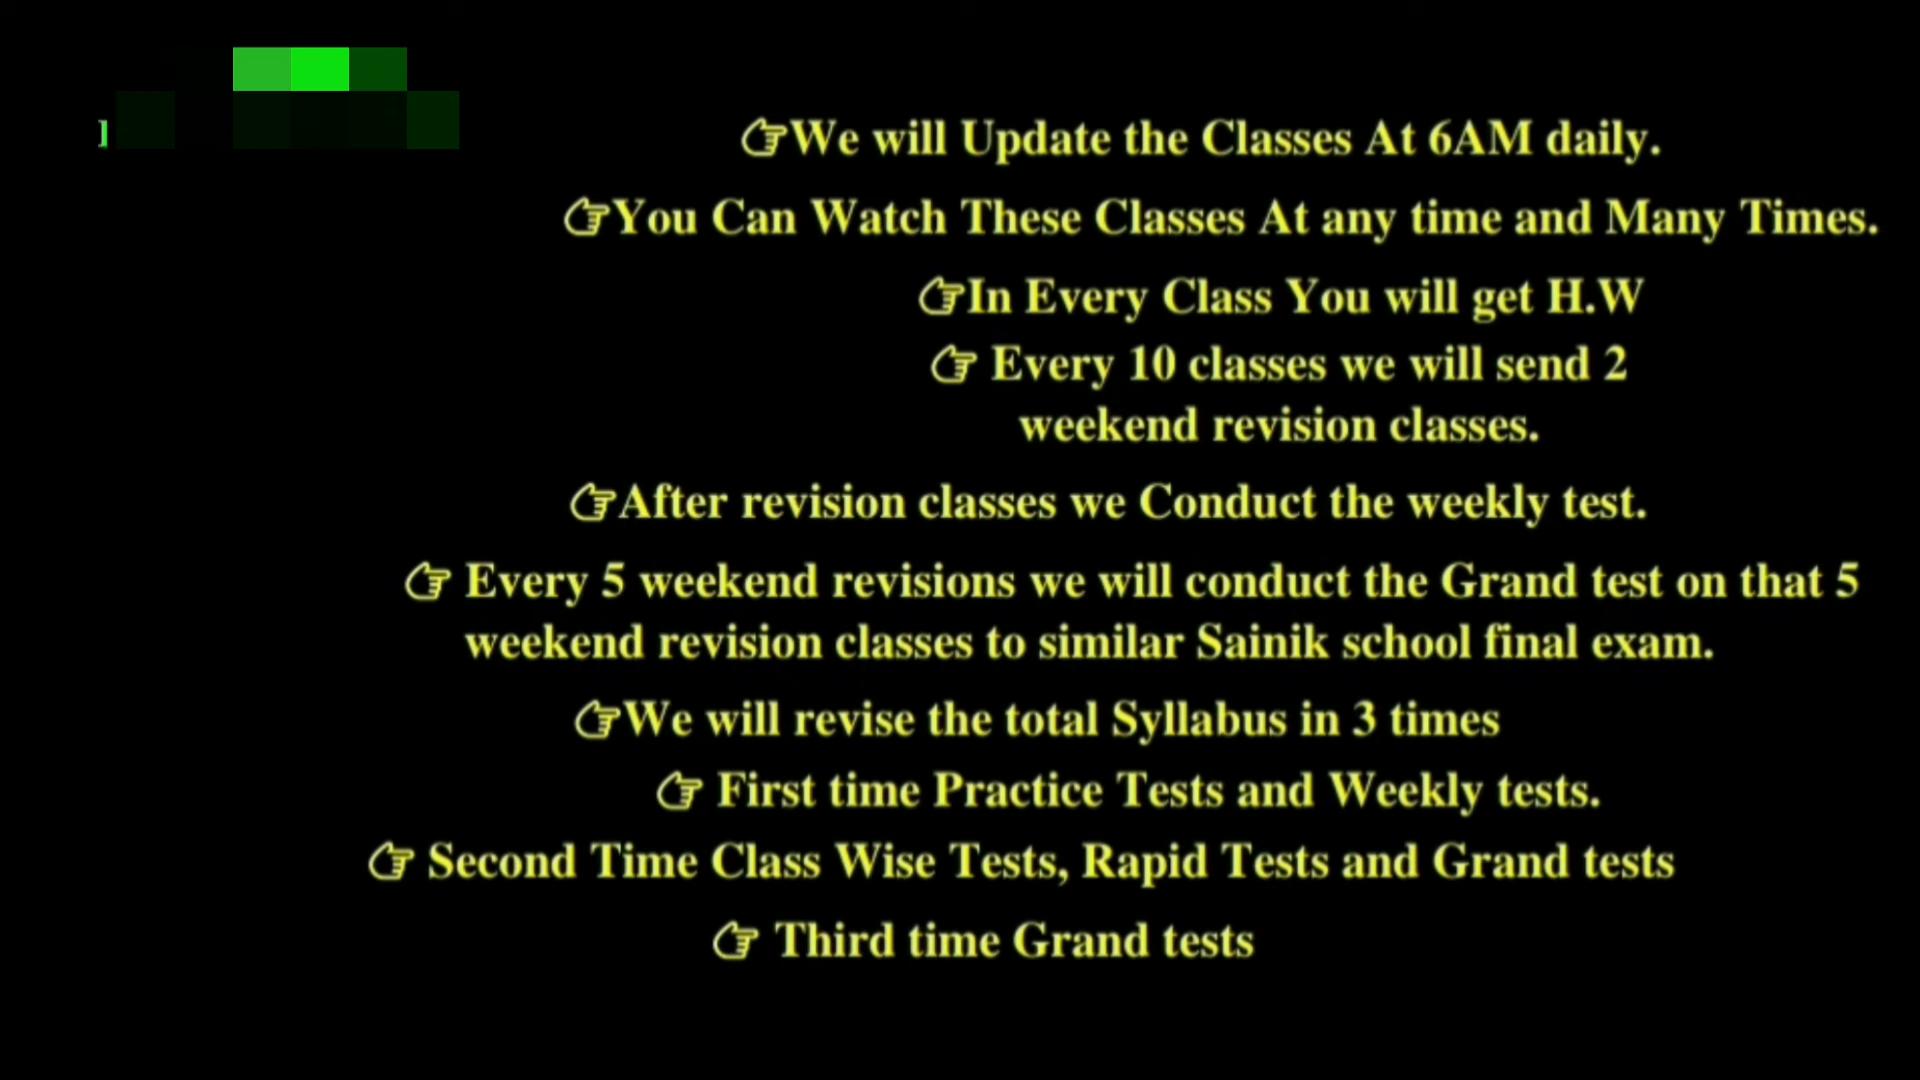 👉We will Update the Classes At 6AM daily.
👉You Can Watch These Classes At any time and Many Times.
👉In Every Class You will get H.W
👉 Every 10 classes we will send 2
weekend revision classes.
👉After revision classes we Conduct the weekly test.
👉 Every 5 weekend revisions we will conduct the Grand test on that 5
weekend revision classes to similar Sainik school final exam.
👉We will revise the total Syllabus in 3 times
👉 First time Practice Tests and Weekly tests.
👉 Second Time Class Wise Tests, Rapid Tests and Grand tests
👉 Third time Grand tests